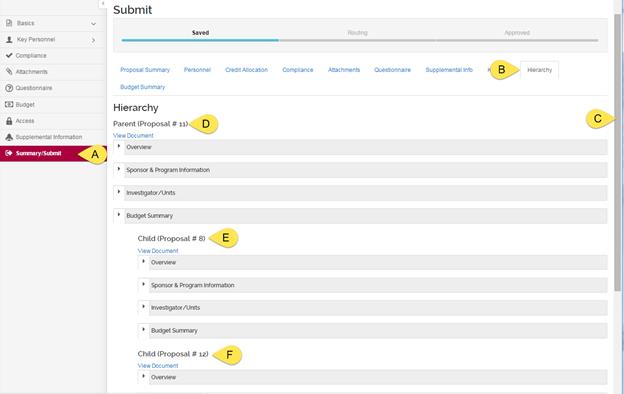 Submit
Basics
Key Personnel
Compliance
Attachments
Questionnaire
Budget
Access
Supplemental Information
Summary/Submit
A
Saved
Routing
Approved
Proposal Summary
Personnel
Credit Allocation
Compliance
Attachments
Questionnaire
Supplemental Info
B
Hierarchy
Budget Summary
C
Hierarchy
Parent (Proposal # 11)
D
View Document
Overview
Sponsor & Program Information
Investigator/Units
Budget Summary
Child (Proposal # 8)
E
View Document
Overview
Sponsor & Program Information
Investigator/Units
Budget Summary
Child (Proposal # 12)
F
View Document
Overview